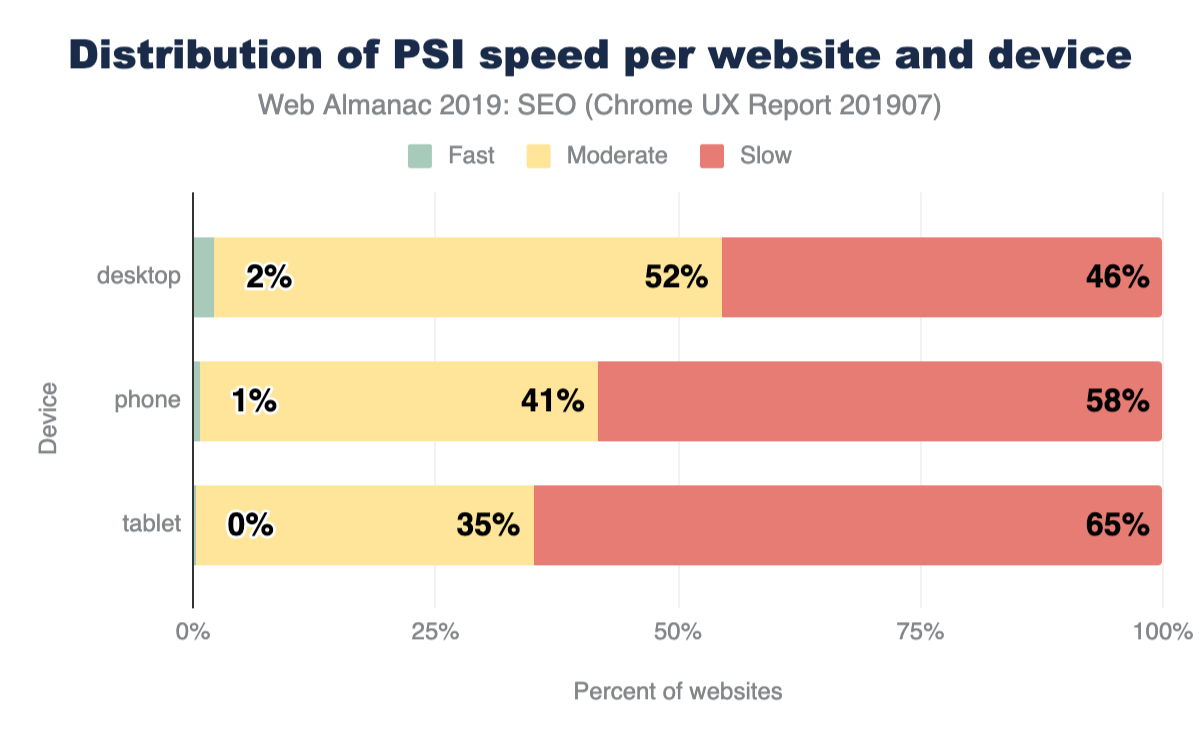 Distribution of PSI speed per website and device
Web Almanac 2019: SEO (Chrome UX Report 201907)
Fast Moderate Slow
desktop 2% 52% 46%
phone 1% 41% 58%
tablet 0% 35% 65%
Device
0% 25% 50% 75% 100%
Percent of websites